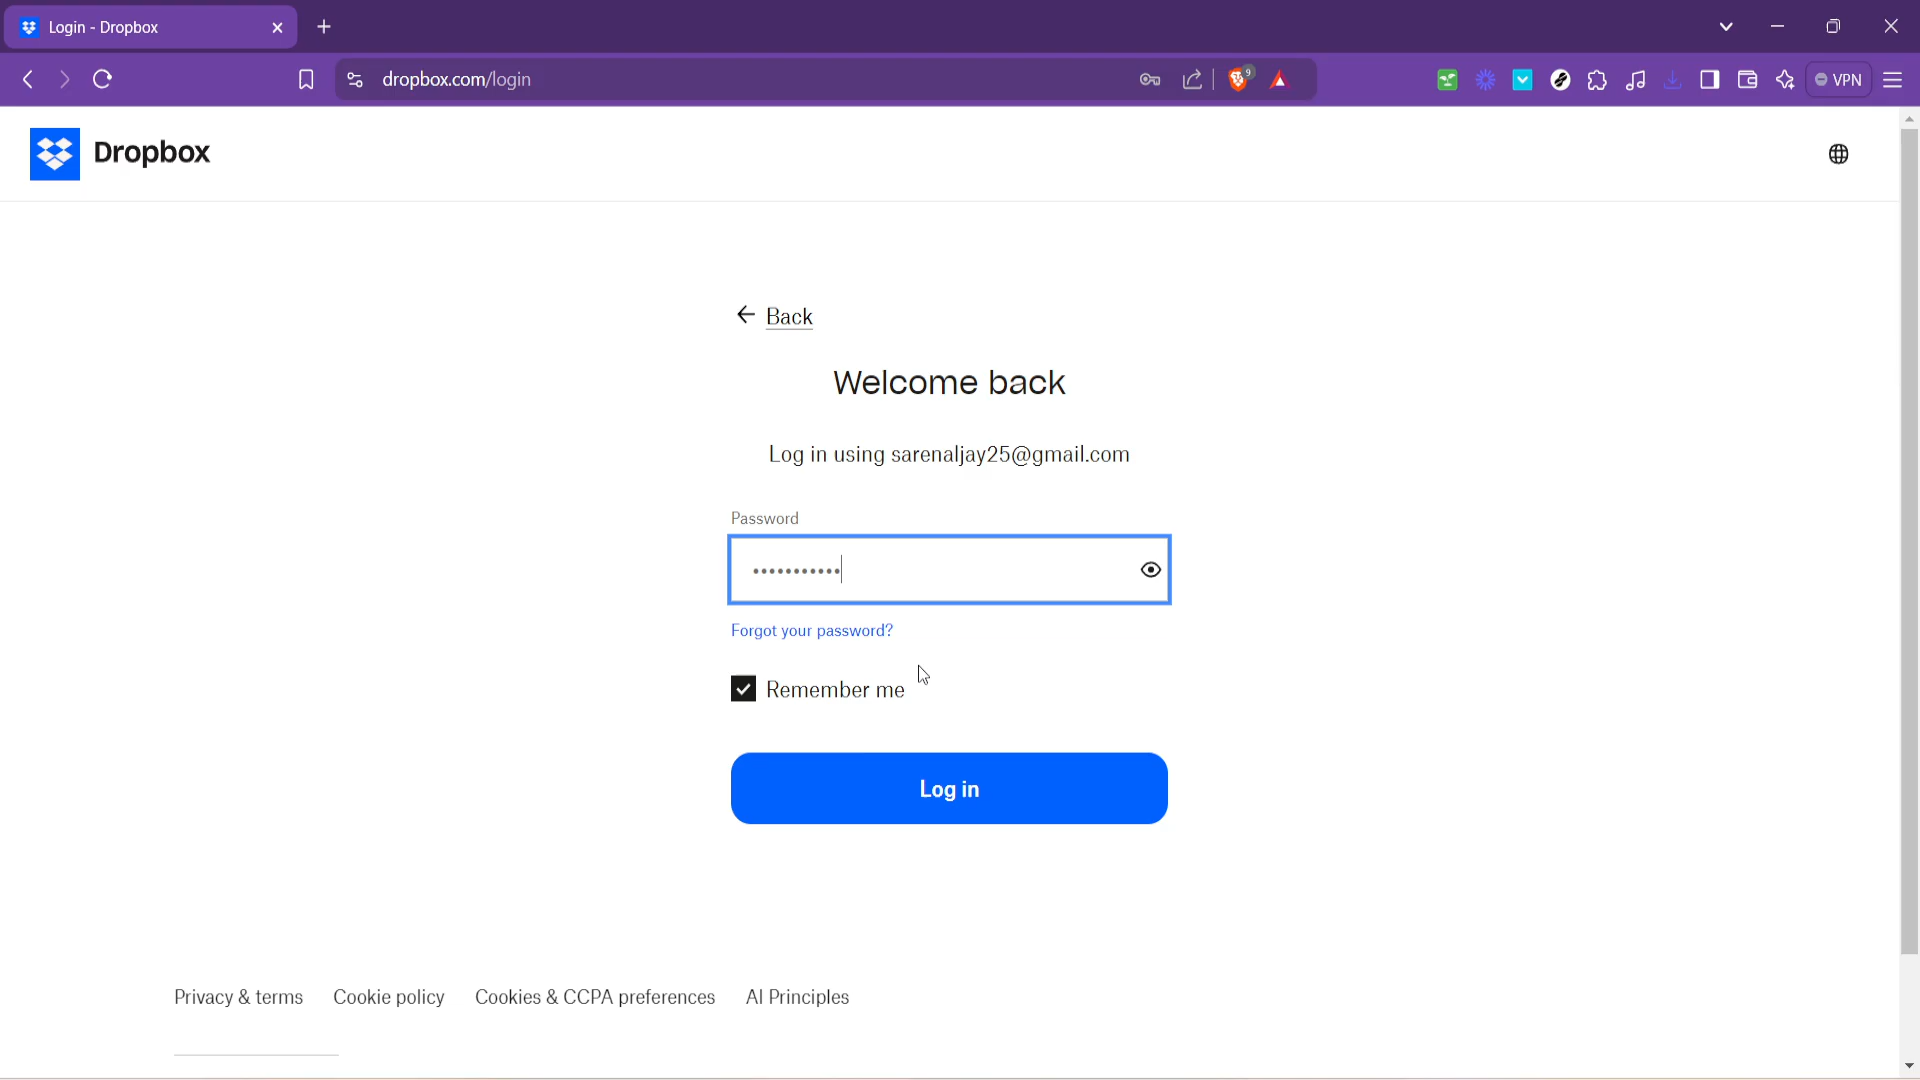 Login - Dropbox
dropbox.com/login
9
VPN
Dropbox
Back
Welcome back
Log in using sarenaljay25@gmail.com
Password
•••••••••••
Forgot your password?
Remember me
Log in
Privacy & terms Cookie policy Cookies & CCPA preferences AI Principles